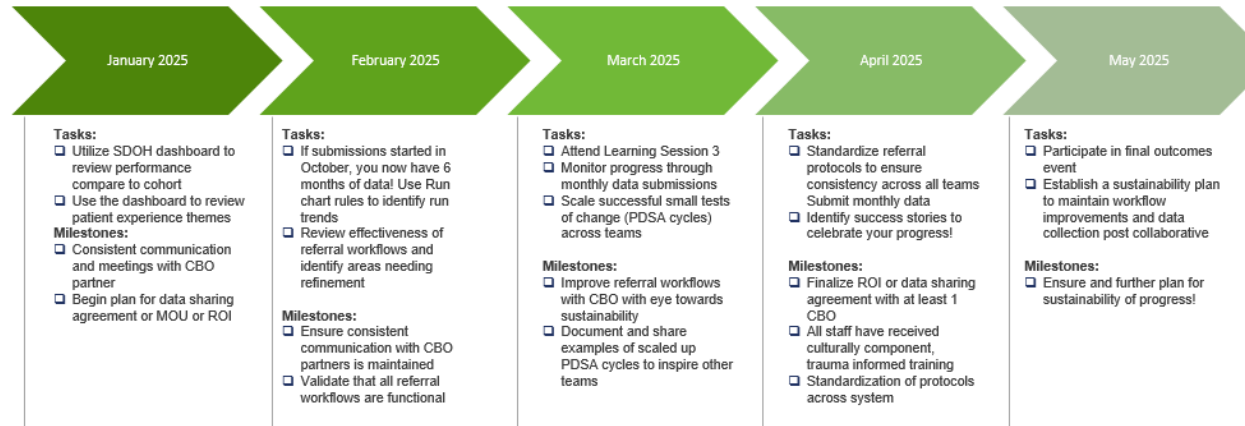 January 2025
Tasks:
❑ Utilize SDOH dashboard to
review performance
compare to cohort
❑ Use the dashboard to review
patient experience themes
Milestones:
❑ Consistent communication
and meetings with CBO
partner
❑ Begin plan for data sharing
agreement or MOU or ROI
February 2025
Tasks:
❑ If submissions started in
October, you now have 6
months of data! Use Run
chart rules to identify run
trends
❑ Review effectiveness of
referral workflows and
identify areas needing
refinement
Milestones:
❑ Ensure consistent
communication with CBO
partners is maintained
❑ Validate that all referral
workflows are functional
March 2025
Tasks:
❑ Attend Learning Session 3
❑ Monitor progress through
monthly data submissions
❑ Scale successful small tests
of change (PDSA cycles)
across teams
Milestones:
❑ Improve referral workflows
with CBO with eye towards
sustainability
❑ Document and share
examples of scaled up
PDSA cycles to inspire other
teams
April 2025
Tasks:
❑ Standardize referral
protocols to ensure
consistency across all teams
Submit monthly data
❑ Identify success stories to
celebrate your progress!
Milestones:
❑ Finalize ROI or data sharing
agreement with at least 1
CBO
❑ All staff have received
culturally component,
trauma informed training
❑ Standardization of protocols
across system
May 2025
Tasks:
❑ Participate in final outcomes
event
❑ Establish a sustainability plan
to maintain workflow
improvements and data
collection post collaborative
Milestones:
❑ Ensure and further plan for
sustainability of progress!